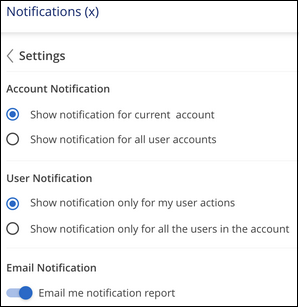 Notifications (x)
Settings
Account Notification
Show notification for current account
Show notification for all user accounts
User Notification
Show notification only for my user actions
Show notification only for all the users in the account
Email Notification
Email me notification report